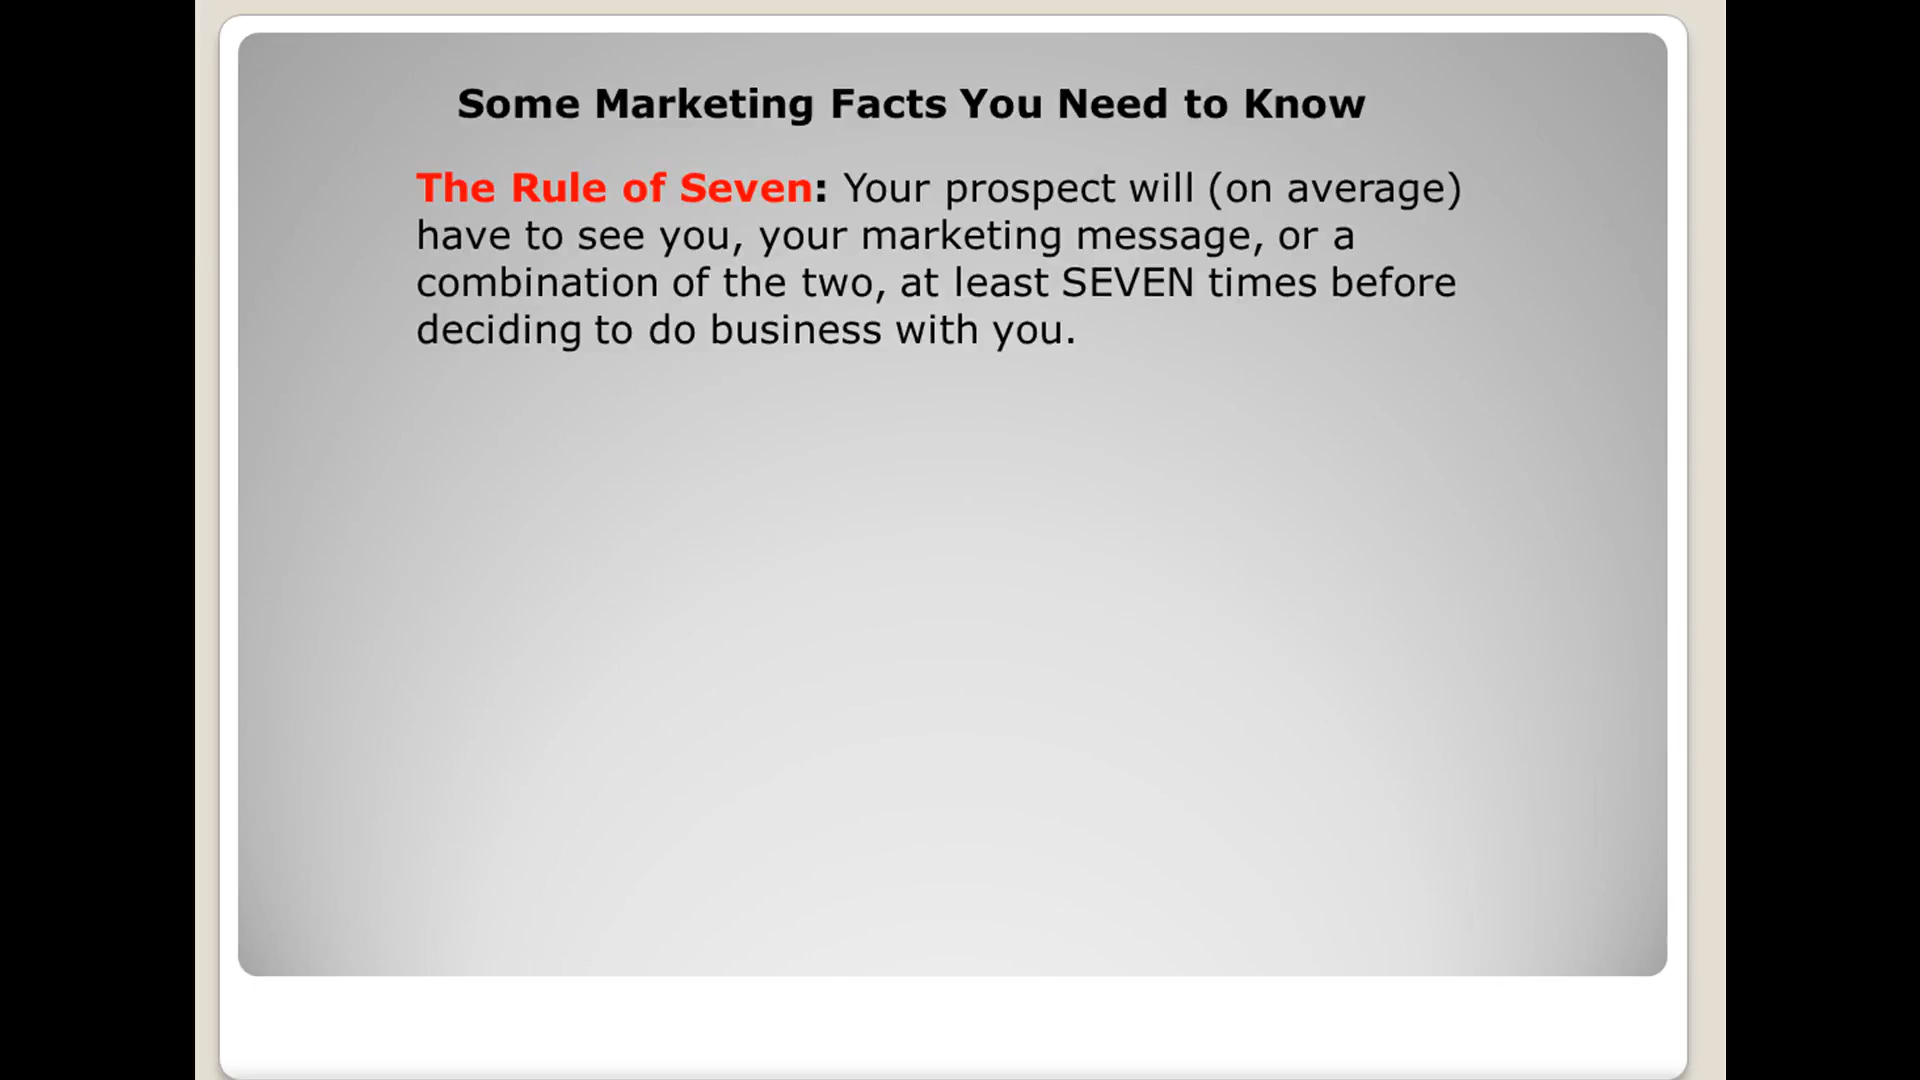 Some Marketing Facts You Need to Know
The Rule of Seven: Your prospect will (on average)
have to see you, your marketing message, or a
combination of the two, at least SEVEN times before
deciding to do business with you.